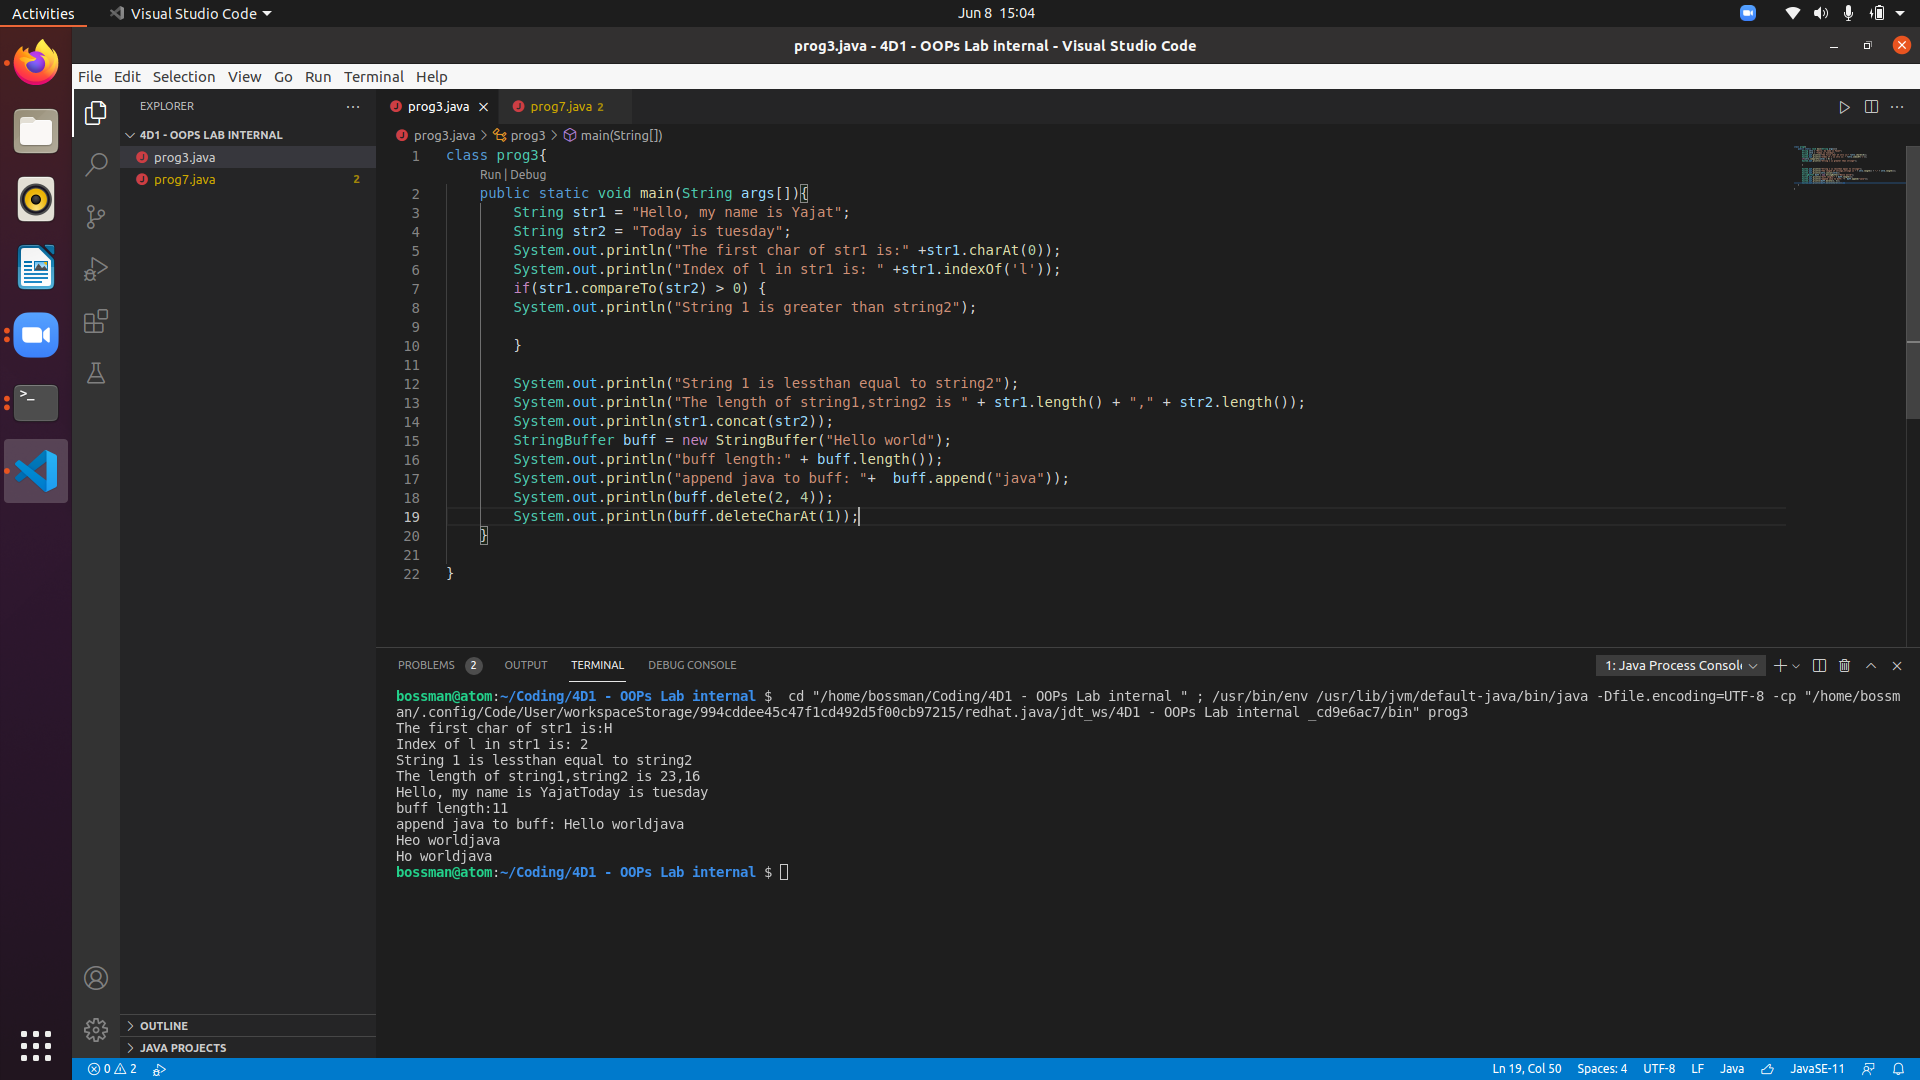 Activities
Visual Studio Code
Jun 8 15:04
prog3.java - 4D1 - OOPs Lab internal - Visual Studio Code
File Edit Selection View Go Run Terminal Help
EXPLORER
4D1 - OOPS LAB INTERNAL
prog3.java
prog7.java 2
OUTLINE
JAVA PROJECTS
prog3.java
prog7.java 2
prog3.java > prog3 > main(String[])
1 class prog3{
Run | Debug
2 public static void main(String args[]){
3 String str1 = "Hello, my name is Yajat";
4 String str2 = "Today is tuesday";
5 System.out.println("The first char of str1 is:" +str1.charAt(0));
6 System.out.println("Index of l in str1 is: " +str1.indexOf('l'));
7 if(str1.compareTo(str2) > 0) {
8 System.out.println("String 1 is greater than string2");
9
10 }
11
12 System.out.println("String 1 is lessthan equal to string2");
13 System.out.println("The length of string1,string2 is " + str1.length() + "," + str2.length());
14 System.out.println(str1.concat(str2));
15 StringBuffer buff = new StringBuffer("Hello world");
16 System.out.println("buff length:" + buff.length());
17 System.out.println("append java to buff: "+  buff.append("java"));
18 System.out.println(buff.delete(2, 4));
19 System.out.println(buff.deleteCharAt(1));
20 }
21
22 }
PROBLEMS 2 OUTPUT TERMINAL DEBUG CONSOLE
1: Java Process Consol
bossman@atom:~/Coding/4D1 - OOPs Lab internal $  cd "/home/bossman/Coding/4D1 - OOPs Lab internal " ; /usr/bin/env /usr/lib/jvm/default-java/bin/java -Dfile.encoding=UTF-8 -cp "/home/bossm
an/.config/Code/User/workspaceStorage/994cddee45c47f1cd492d5f00cb97215/redhat.java/jdt_ws/4D1 - OOPs Lab internal _cd9e6ac7/bin" prog3
The first char of str1 is:H
Index of l in str1 is: 2
String 1 is lessthan equal to string2
The length of string1,string2 is 23,16
Hello, my name is YajatToday is tuesday
buff length:11
append java to buff: Hello worldjava
Heo worldjava
Ho worldjava
bossman@atom:~/Coding/4D1 - OOPs Lab internal $
0 2
Ln 19, Col 50 Spaces: 4 UTF-8 LF Java JavaSE-11